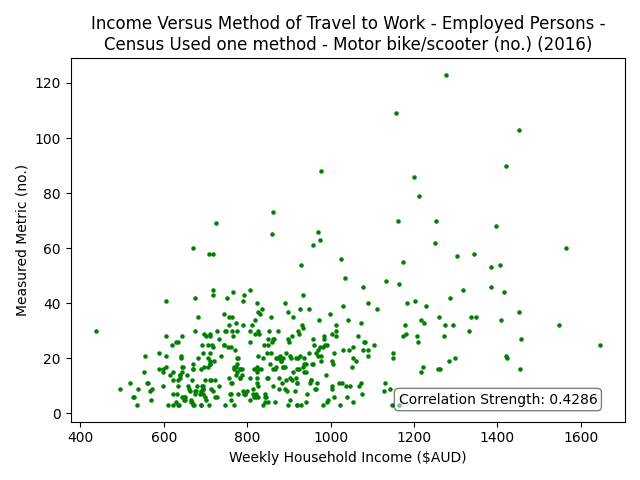 Income Versus Method of Travel to Work - Employed Persons -
Census Used one method - Motor bike/scooter (no.) (2016)
Measured Metric (no.)
120
100
80
60
40
20
0
Correlation Strength: 0.4286
400 600 800 1000 1200 1400 1600
Weekly Household Income ($AUD)